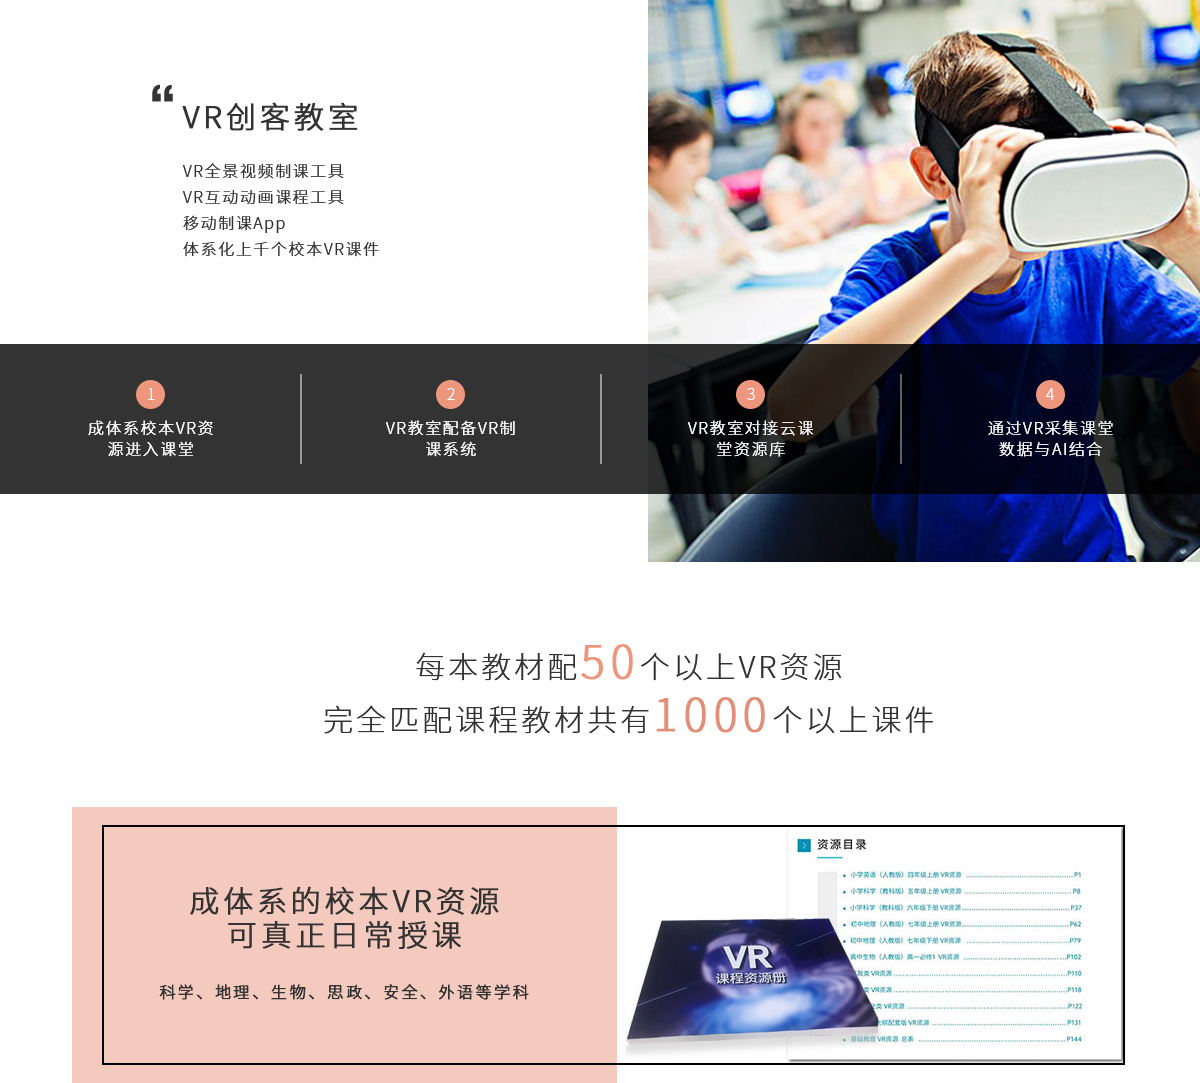 “
VR创客教室
VR全景视频制课工具
VR互动动画课程工具
移动制课App
体系化上千个校本VR课件
1
成体系校本VR资
源进入课堂
2
VR教室配备VR制
课系统
3
VR教室对接云课
堂资源库
4
通过VR采集课堂
数据与AI结合
每本教材配50个以上VR资源
完全匹配课程教材共有1000个以上课件
成体系的校本VR资源
可真正日常授课
科学、地理、生物、思政、安全、外语等学科
VR
课程资源册
资源目录
小学英语（人教版）四年级上册 VR资源 P1
小学科学（教科版）五年级上册 VR资源 P8
小学科学（教科版）六年级下册 VR资源 P37
初中地理（人教版）七年级上册 VR资源 P62
初中地理（人教版）七年级下册 VR资源 P79
高中生物（人教版）高一必修1 VR资源 P102
类 VR资源 P110
类 VR资源 P118
类 VR资源 P122
配套版 VR资源 P131
基础教育 VR资源 总表 P144